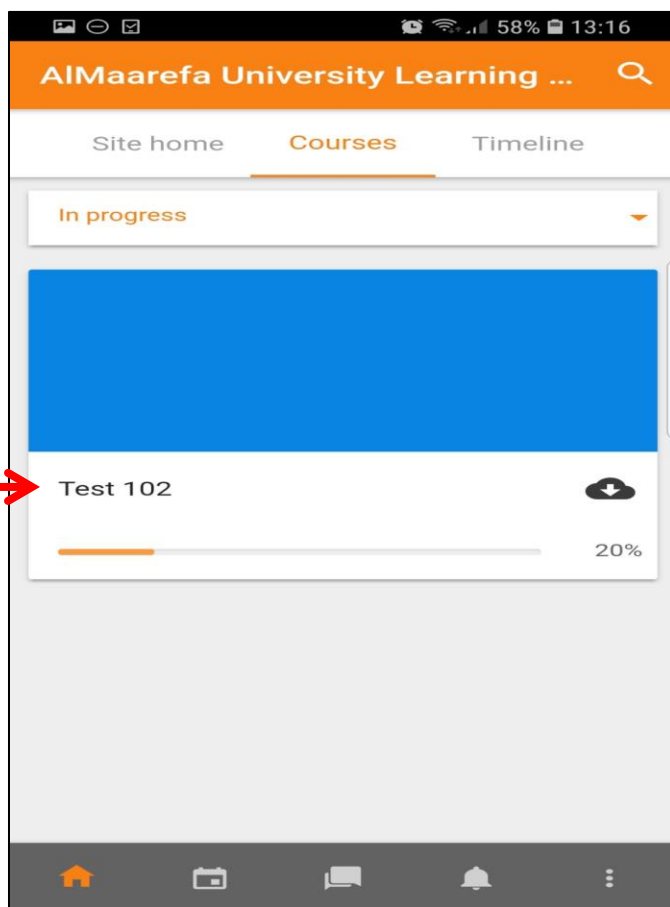 58% 13:16
AlMaarefa University Learning ...
Site home Courses Timeline
In progress
Test 102
20%